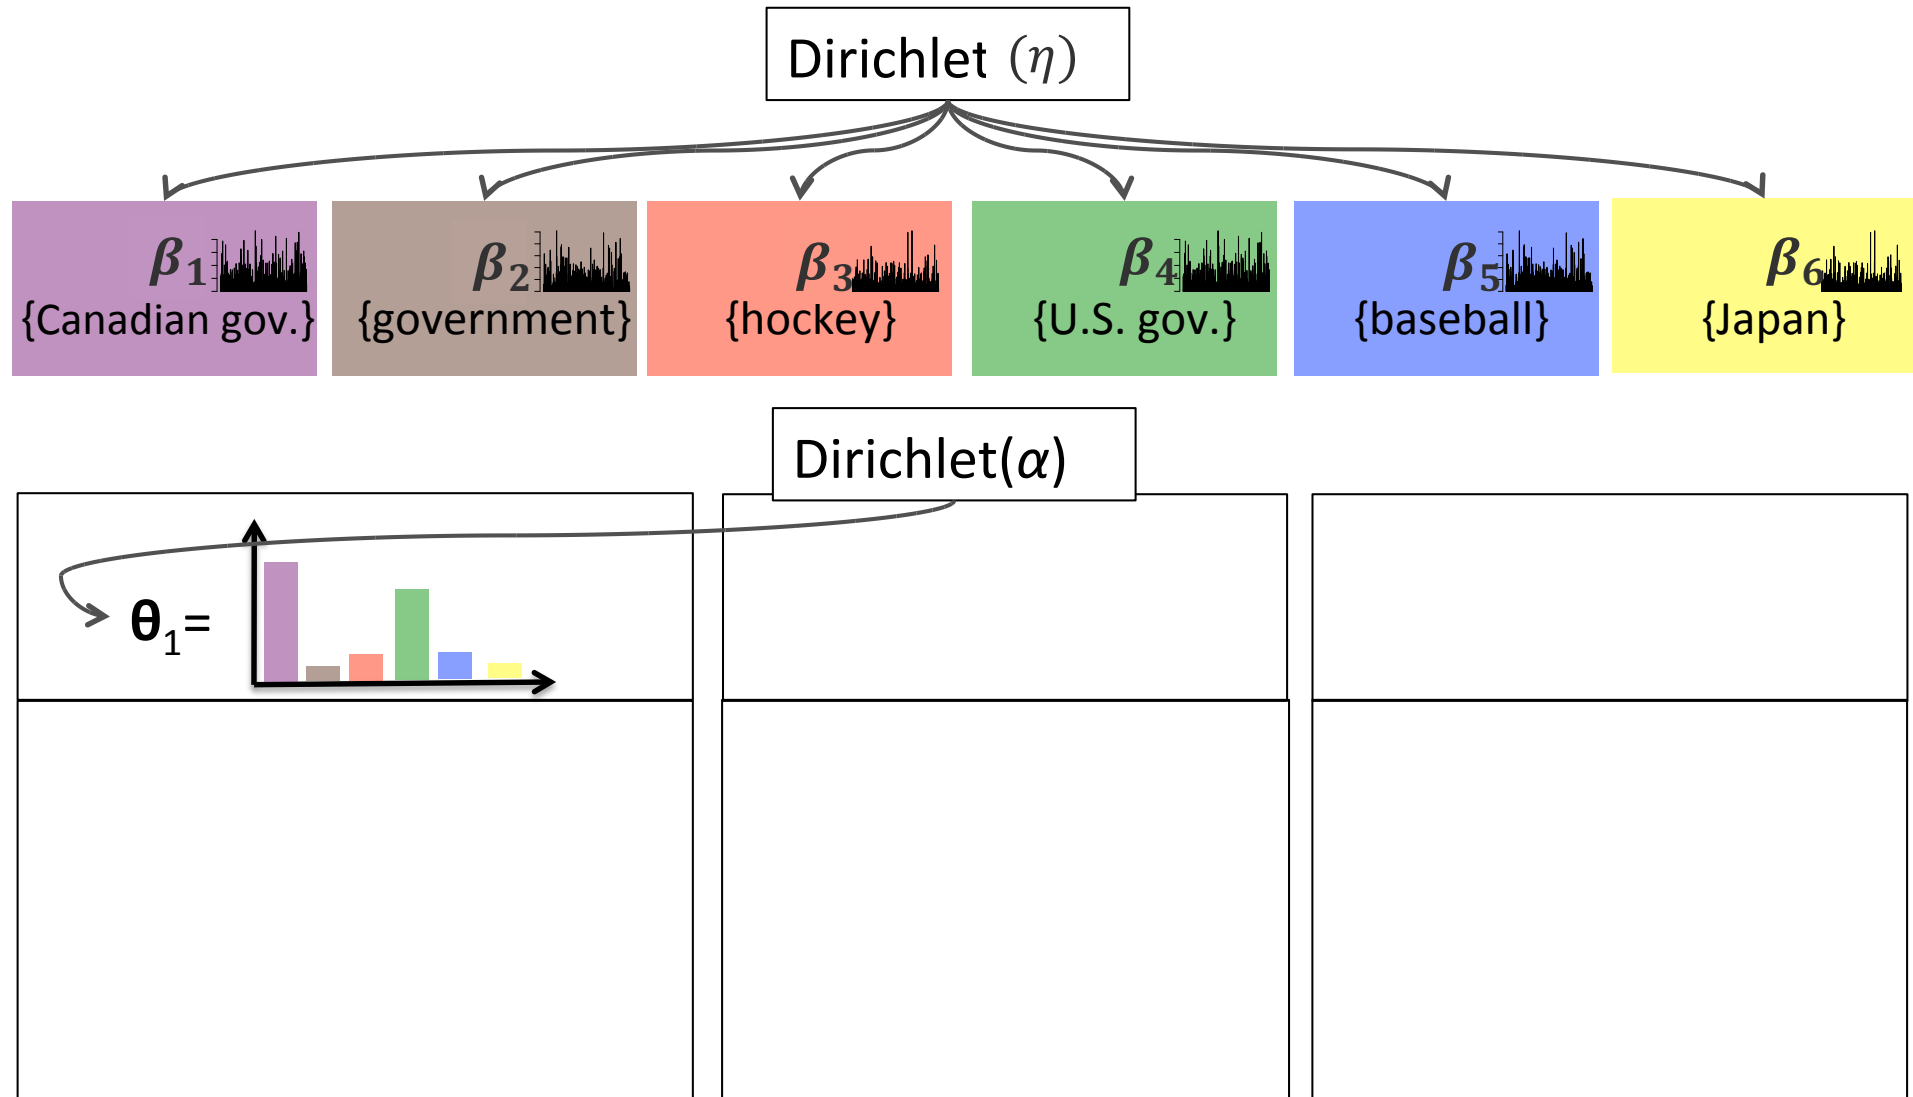 Dirichlet (η)
β₁ β₂ β₃ β₄ β₅ β₆
{Canadian gov.} {government} {hockey} {U.S. gov.} {baseball} {Japan}
Dirichlet(α)
θ₁=